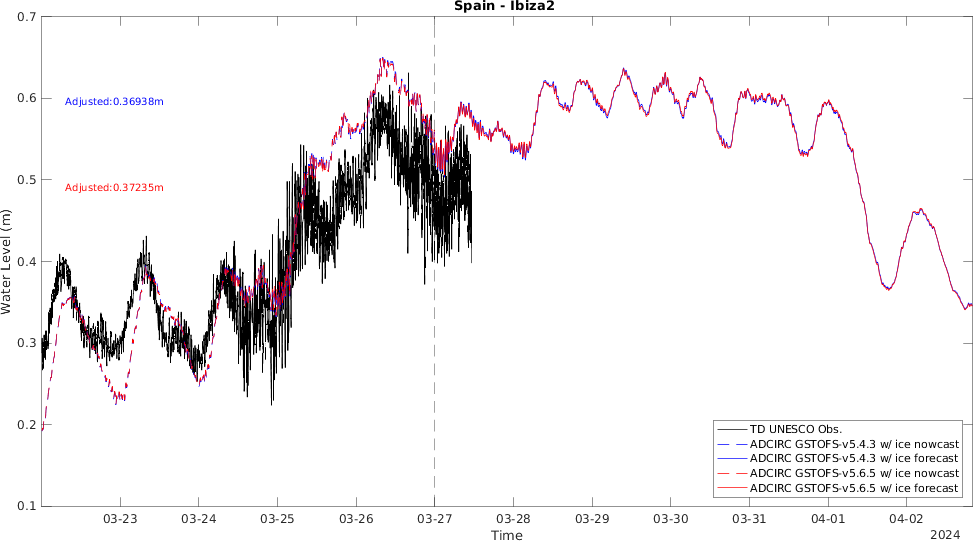 Spain - Ibiza2
0.7
0.6
0.5
0.4
0.3
0.2
0.1
Water Level (m)
Adjusted:0.36938m
Adjusted:0.37235m
TD UNESCO Obs.
ADCIRC GSTOFS-v5.4.3 w/ ice nowcast
ADCIRC GSTOFS-v5.4.3 w/ ice forecast
ADCIRC GSTOFS-v5.6.5 w/ ice nowcast
ADCIRC GSTOFS-v5.6.5 w/ ice forecast
03-23 03-24 03-25 03-26 03-27 03-28 03-29 03-30 03-31 04-01 04-02
Time
2024